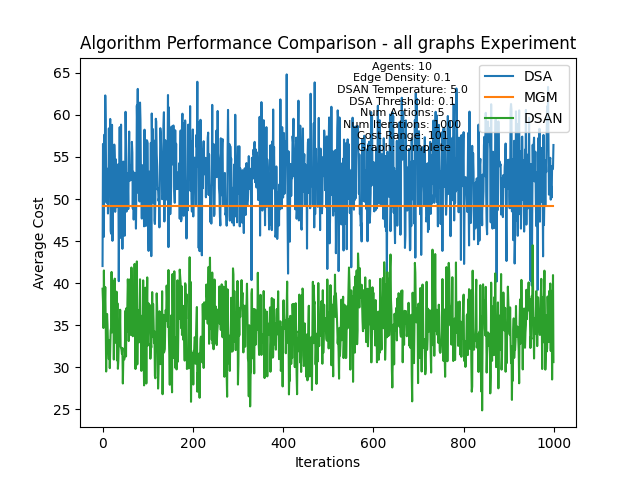 Algorithm Performance Comparison - all graphs Experiment
Agents: 10
Edge Density: 0.1
DSAN Temperature: 5.0
DSA Threshold: 0.1
Num Actions: 5
Num Iterations: 1000
Cost Range: 101
Graph: complete
DSA
MGM
DSAN
Average Cost
65
60
55
50
45
40
35
30
25
0
200
400
600
800
1000
Iterations